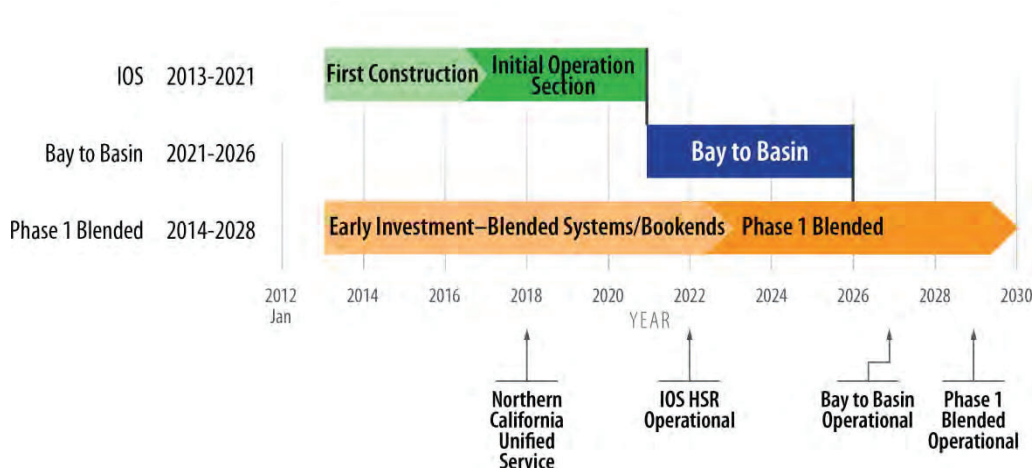 IOS 2013-2021
First Construction
Initial Operation
Section
Bay to Basin 2021-2026
Bay to Basin
Phase 1 Blended 2014-2028
Early Investment–Blended Systems/Bookends
Phase 1 Blended
2012 2014 2016 2018 2020 2022 2024 2026 2028 2030
Jan
YEAR
Northern
California
Unified
Service
IOS HSR
Operational
Bay to Basin
Operational
Phase 1
Blended
Operational